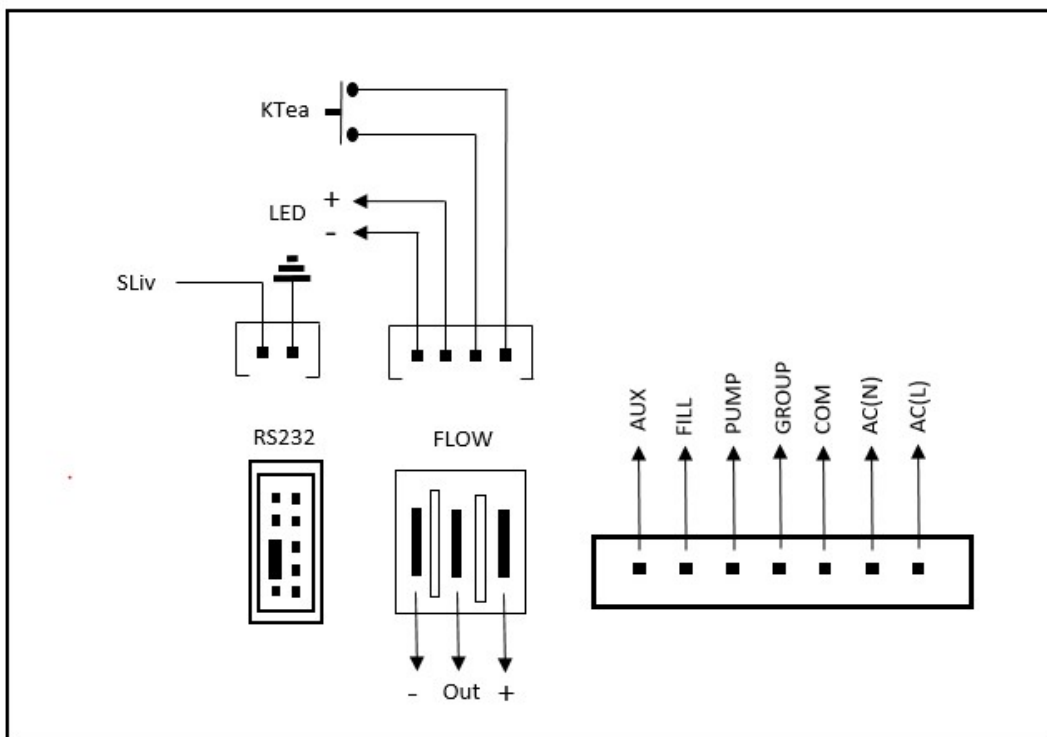 KTea
+
LED
-
SLiv
AUX
FILL
PUMP
GROUP
COM
AC(N)
AC(L)
RS232
FLOW
- Out +